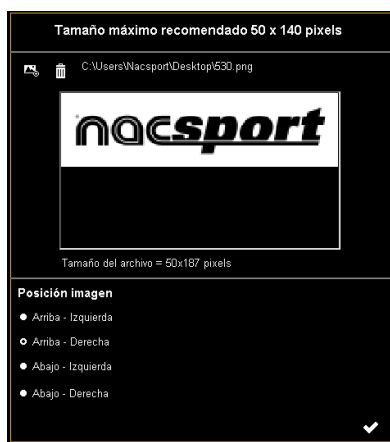 Tamaño máximo recomendado 50 x 140 pixels
C:\Users\Nacsport\Desktop\530.png
nacsport
Tamaño del archivo = 50x187 pixels
Posición imagen
Arriba - Izquierda
Arriba - Derecha
Abajo - Izquierda
Abajo - Derecha